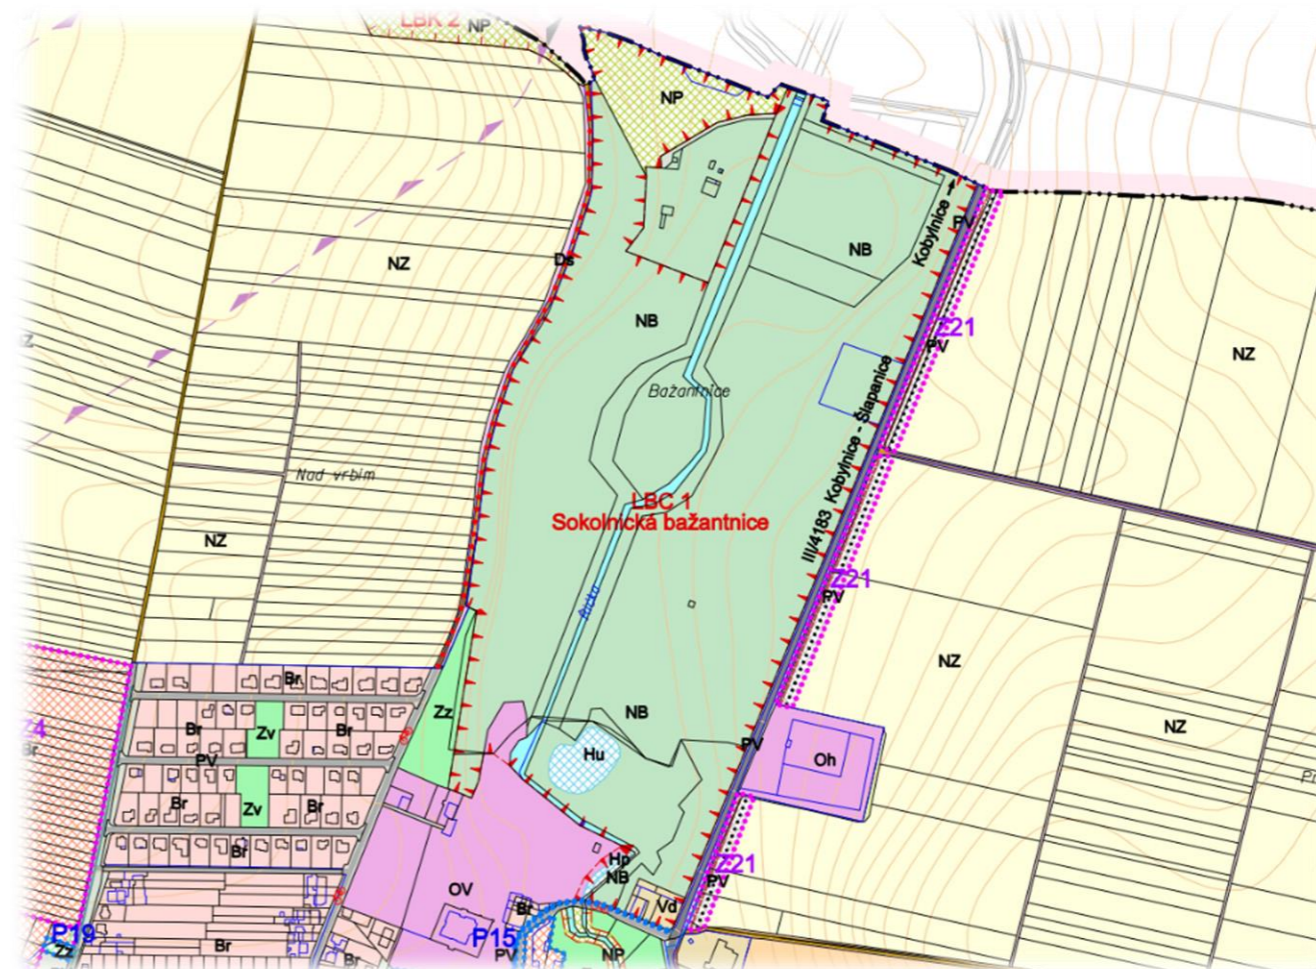 LBK 2
NP
NP
Kobylnice
PV
NB
Ds
NZ
NB
Z21
PV
NZ
Bažantnice
III/4183 Kobylnice - Šlapanice
Nad vrbím
LBC 1
Sokolnická bažantnice
NZ
Z21
PV
Říčka
NZ
Br
Zz
NB
NZ
Br
Zv
Br
PV
PV
Hu
Oh
Br
Zv
Br
Br
Hp
Z21
PV
NB
OV
Br
Vd
P19
Zz
Br
Br
P15
PV
NP